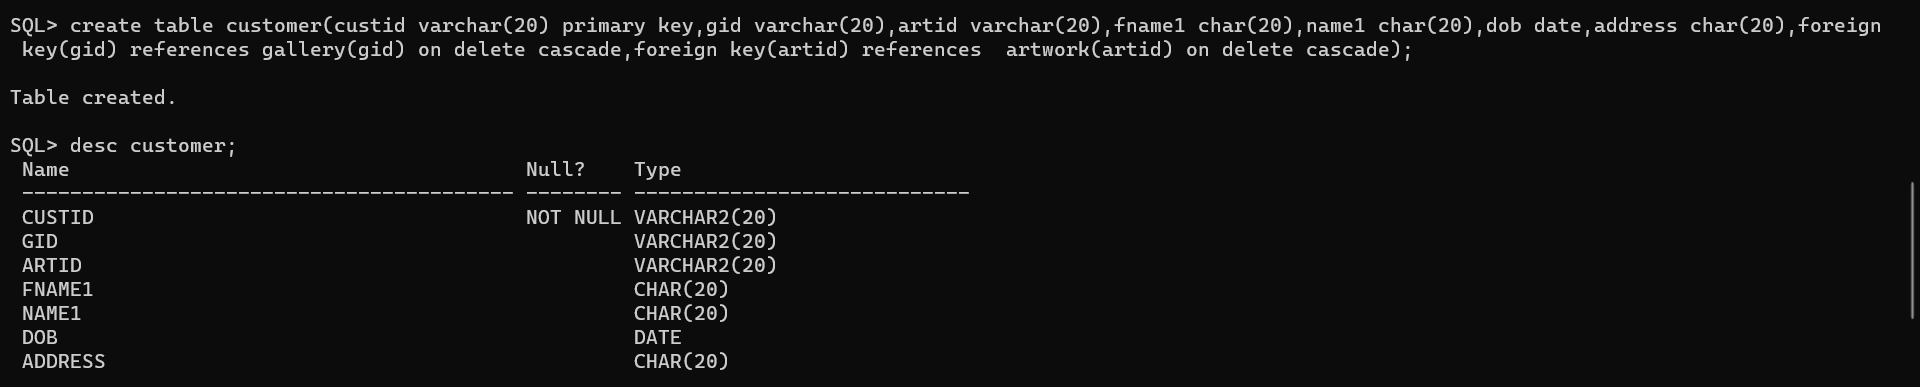 SQL> create table customer(custid varchar(20) primary key,gid varchar(20),artid varchar(20),fname1 char(20),name1 char(20),dob date,address char(20),foreign
 key(gid) references gallery(gid) on delete cascade,foreign key(artid) references  artwork(artid) on delete cascade);
Table created.
SQL> desc customer;
 Name                                      Null?    Type
 ----------------------------------------- -------- ----------------------------
 CUSTID                                    NOT NULL VARCHAR2(20)
 GID                                                VARCHAR2(20)
 ARTID                                              VARCHAR2(20)
 FNAME1                                             CHAR(20)
 NAME1                                              CHAR(20)
 DOB                                                DATE
 ADDRESS                                            CHAR(20)